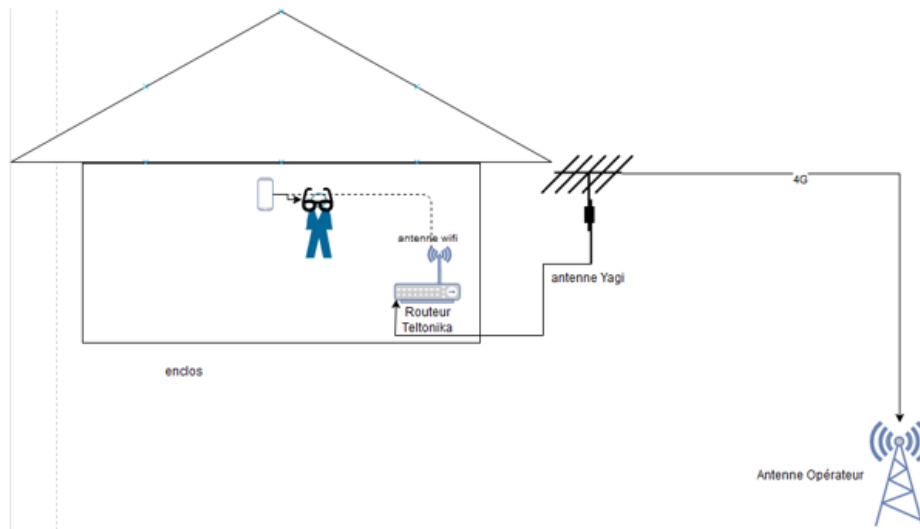 4G
antenne wifi
antenne Yagi
Routeur
Teltonika
enclos
Antenne Opérateur